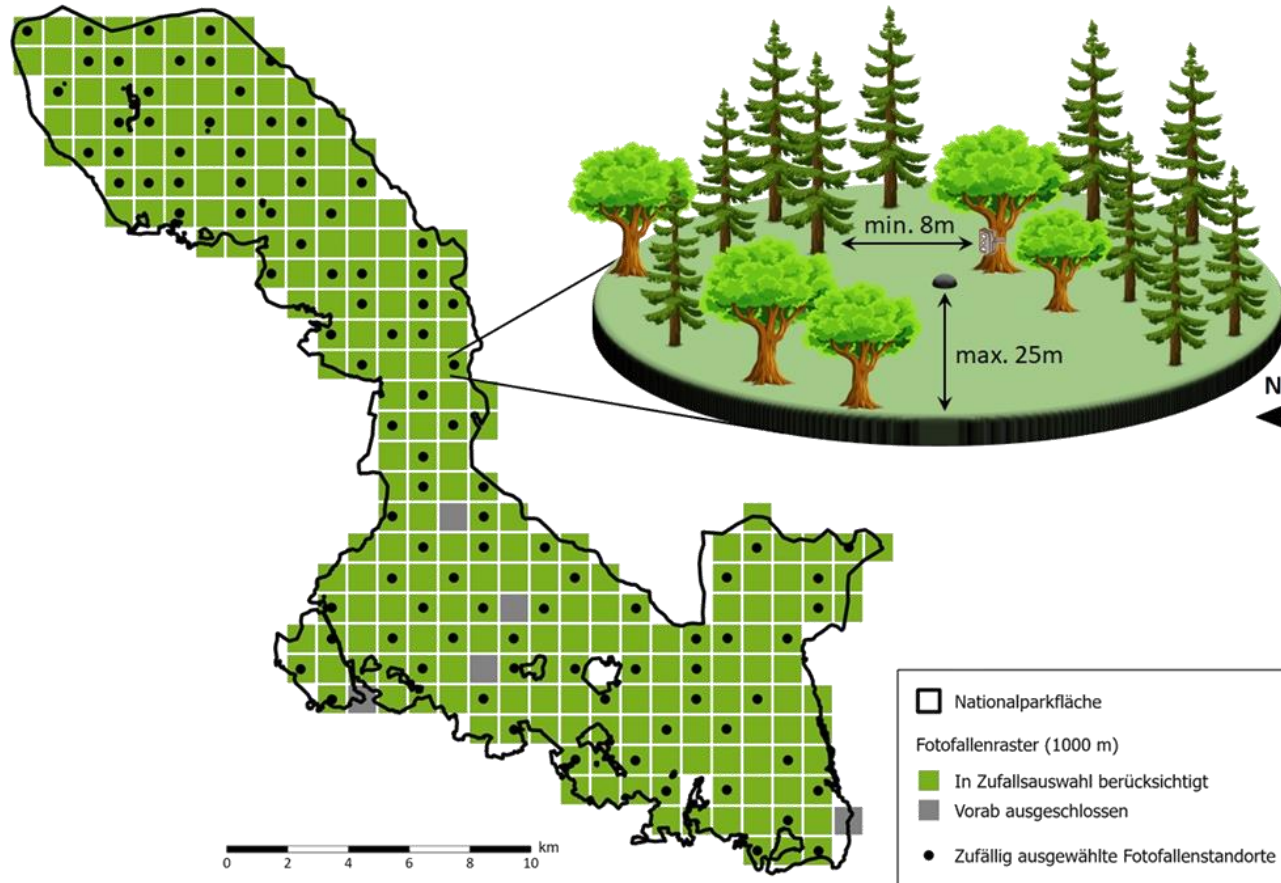 min. 8m
max. 25m
N
Nationalparkfläche
Fotofallenraster (1000 m)
In Zufallsauswahl berücksichtigt
Vorab ausgeschlossen
Zufällig ausgewählte Fotofallenstandorte
km
0 2 4 6 8 10